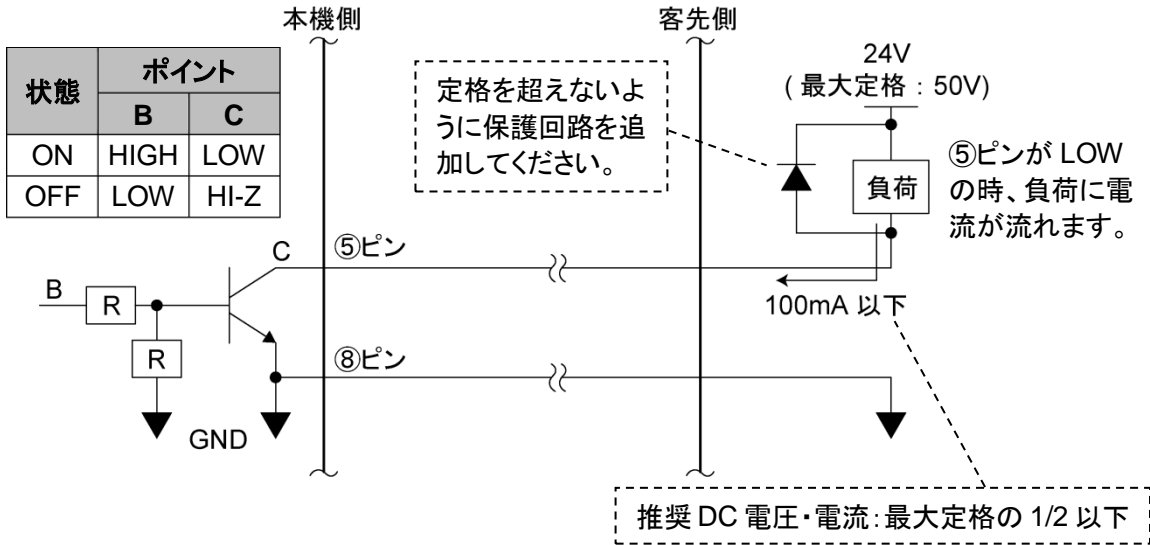 本機側
客先側
状態 ポイント
B C
ON HIGH LOW
OFF LOW HI-Z
定格を超えないよ
うに保護回路を追
加してください。
24V
(最大定格:50V)
負荷
⑤ピンが LOW
の時、負荷に電
流が流れます。
C
⑤ピン
B
R
R
100mA 以下
⑧ピン
GND
推奨 DC 電圧・電流:最大定格の 1/2 以下